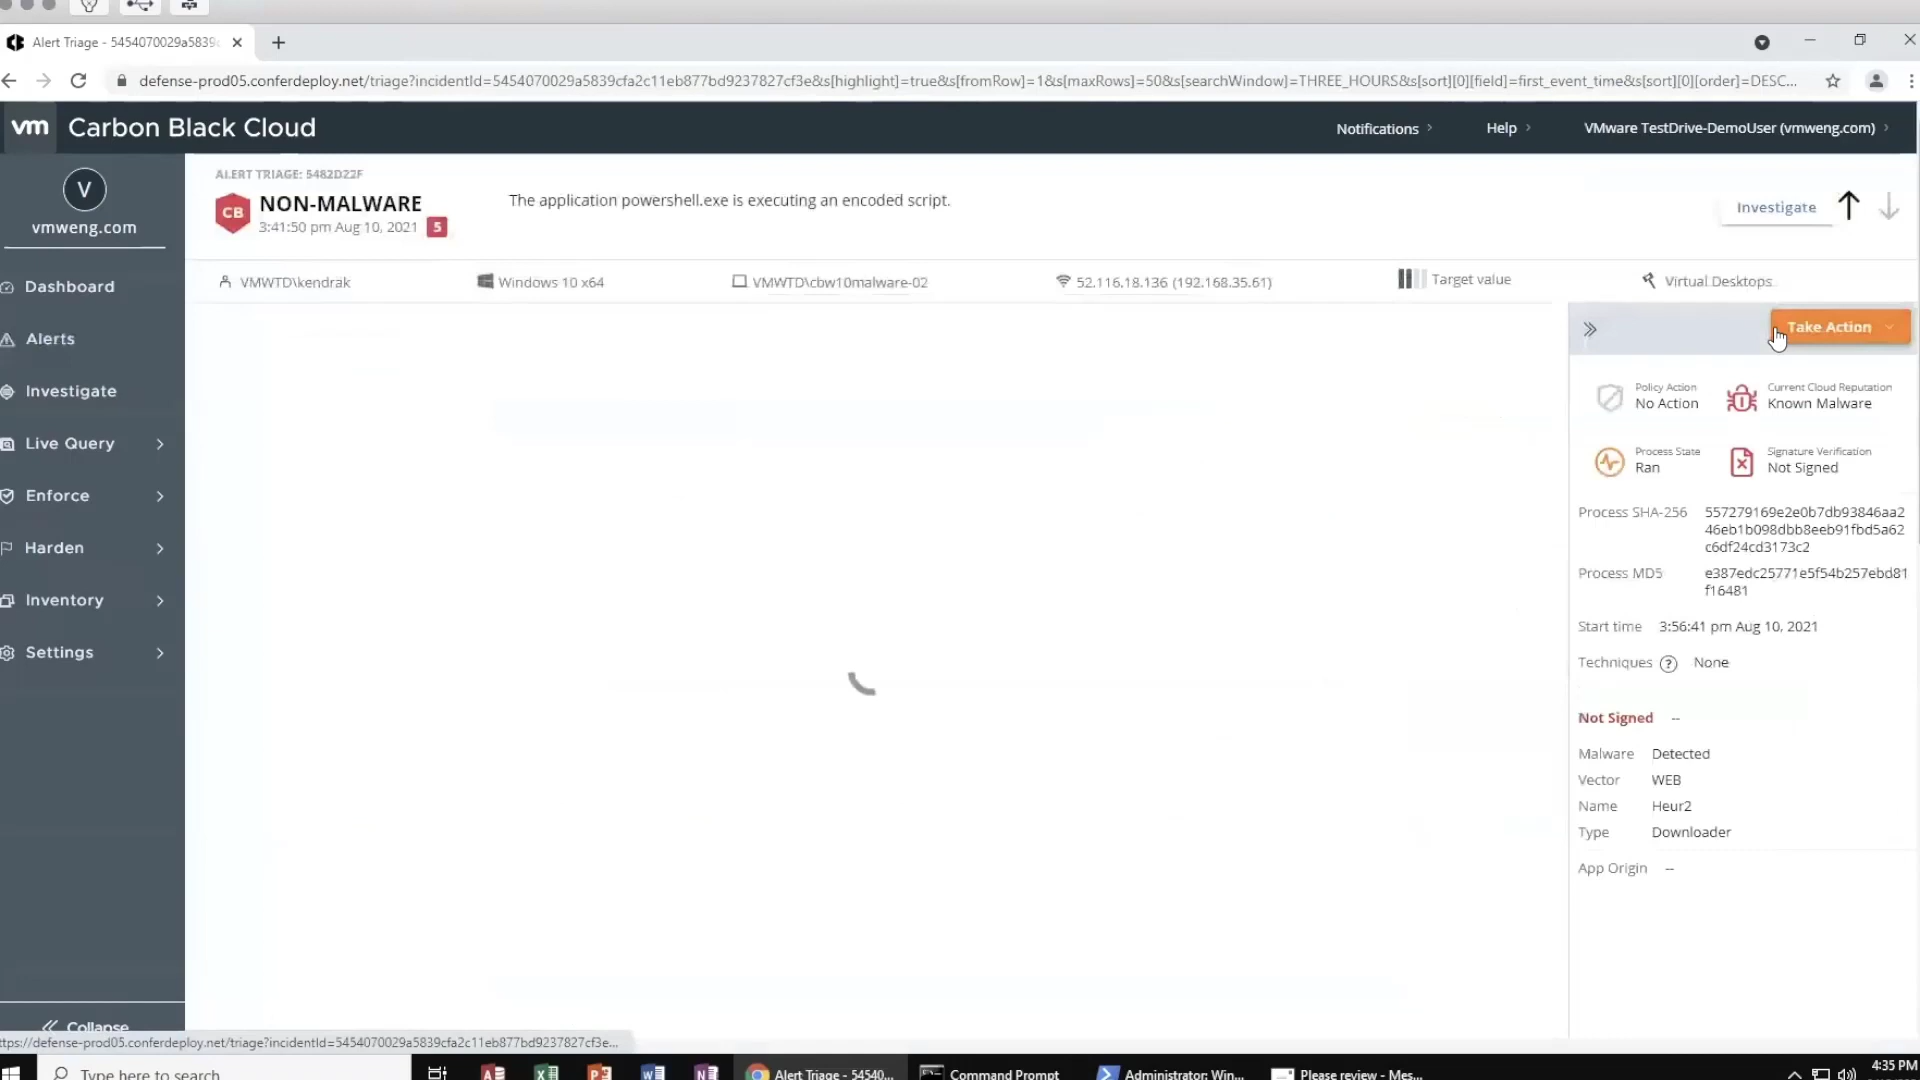 Alert Triage - 5454070029a5839c
defense-prod05.conferdeploy.net/triage?incidentId=5454070029a5839cfa2c11eb877bd9237827cf3e&s[highlight]=true&s[fromRow]=1&s[maxRows]=50&s[searchWindow]=THREE_HOURS&s[sort][0][field]=first_event_time&s[sort][0][order]=DESC...
vm Carbon Black Cloud
Notifications
Help
VMware TestDrive-DemoUser (vmweng.com)
V
vmweng.com
Dashboard
Alerts
Investigate
Live Query
Enforce
Harden
Inventory
Settings
Collapse
ALERT TRIAGE: 5482D22F
CB
NON-MALWARE
3:41:50 pm Aug 10, 2021 5
The application powershell.exe is executing an encoded script.
Investigate
VMWTD\kendrak
Windows 10 x64
VMWTD\cbw10malware-02
52.116.18.136 (192.168.35.61)
Target value
Virtual Desktops
Take Action
Policy Action
No Action
Current Cloud Reputation
Known Malware
Process State
Ran
Signature Verification
Not Signed
Process SHA-256 557279169e2e0b7db93846aa2
46eb1b098dbb8eeb91fbd5a62
c6df24cd3173c2
Process MD5 e387edc25771e5f54b257ebd81
f16481
Start time 3:56:41 pm Aug 10, 2021
Techniques ? None
Not Signed --
Malware Detected
Vector WEB
Name Heur2
Type Downloader
App Origin --
ttps://defense-prod05.conferdeploy.net/triage?incidentId=5454070029a5839cfa2c11eb877bd9237827cf3e...
Type here to search
Alert Triage - 54540...
Command Prompt
Administrator: Win...
Please review - Mes...
4:35 PM